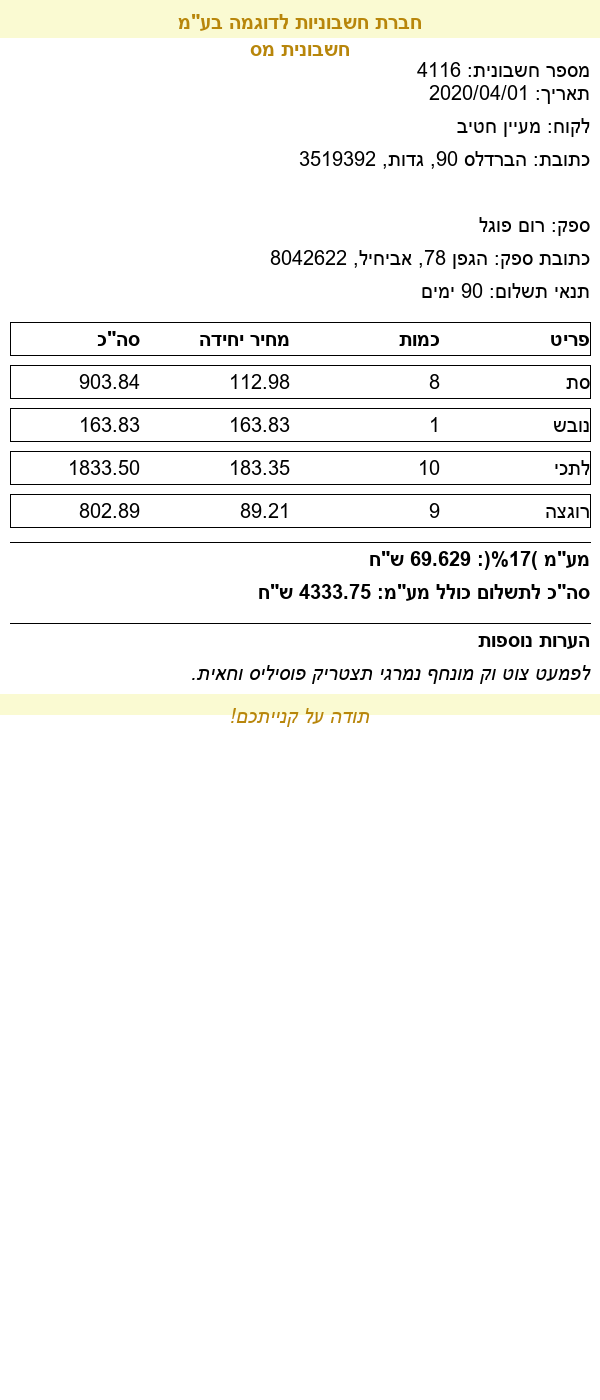 חברת חשבוניות לדוגמה בע"מ
חשבונית מס
מספר חשבונית: 4116
תאריך: 2020/04/01
לקוח: מעיין חטיב
כתובת: הברדלס 90, גדות, 3519392
ספק: רום פוגל
כתובת ספק: הגפן 78, אביחיל, 8042622
תנאי תשלום: 90 ימים
פריט כמות מחיר יחידה סה"כ
סת 8 112.98 903.84
נובש 1 163.83 163.83
לתכי 10 183.35 1833.50
רוגצה 9 89.21 802.89
מע"מ )17%(: 69.629 ש"ח
סה"כ לתשלום כולל מע"מ: 4333.75 ש"ח
הערות נוספות
לפמעט צוט וק מונחף נמרגי תצטריק פוסיליס וחאית.
תודה על קנייתכם!